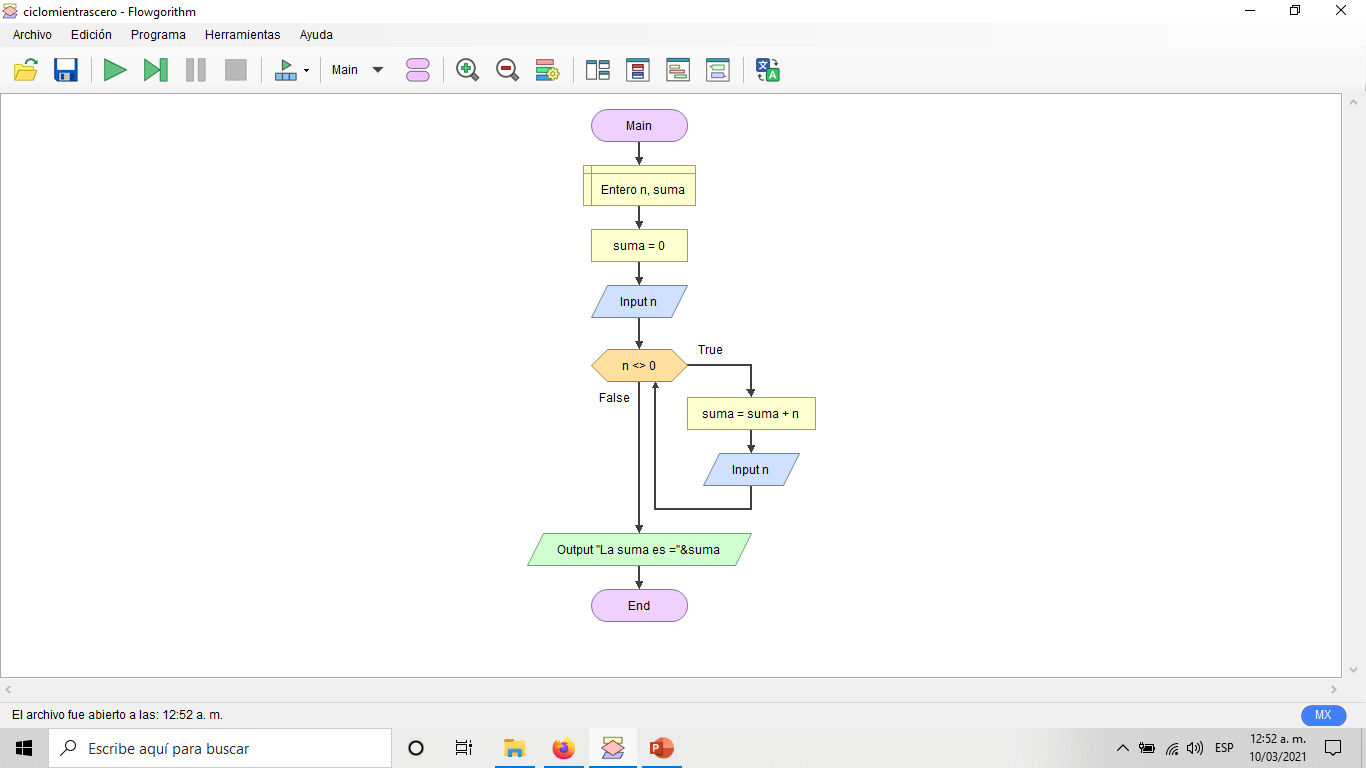 ciclomientrascero - Flowgorithm
Archivo Edición Programa Herramientas Ayuda
Main
Main
Entero n, suma
suma = 0
Input n
n <> 0
True
False
suma = suma + n
Input n
Output "La suma es ="&suma
End
El archivo fue abierto a las: 12:52 a. m.
MX
Escribe aquí para buscar
ESP
12:52 a. m.
10/03/2021